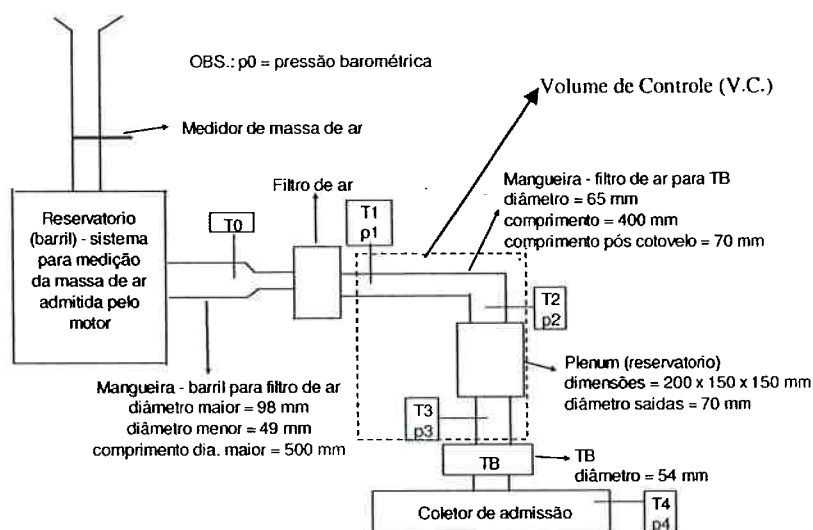 OBS.: p0 = pressão barométrica
Volume de Controle (V.C.)
Medidor de massa de ar
Filtro de ar
Mangueira - filtro de ar para TB
diâmetro = 65 mm
comprimento = 400 mm
comprimento pós cotovelo = 70 mm
T0
T1
p1
Reservatorio
(barril) - sistema
para medição
da massa de ar
admitida pelo
motor
T2
p2
Plenum (reservatorio)
dimensões = 200 x 150 x 150 mm
diâmetro saidas = 70 mm
Mangueira - barril para filtro de ar
diâmetro maior = 98 mm
diâmetro menor = 49 mm
comprimento dia. maior = 500 mm
T3
p3
TB
TB
diâmetro = 54 mm
Coletor de admissão
T4
p4